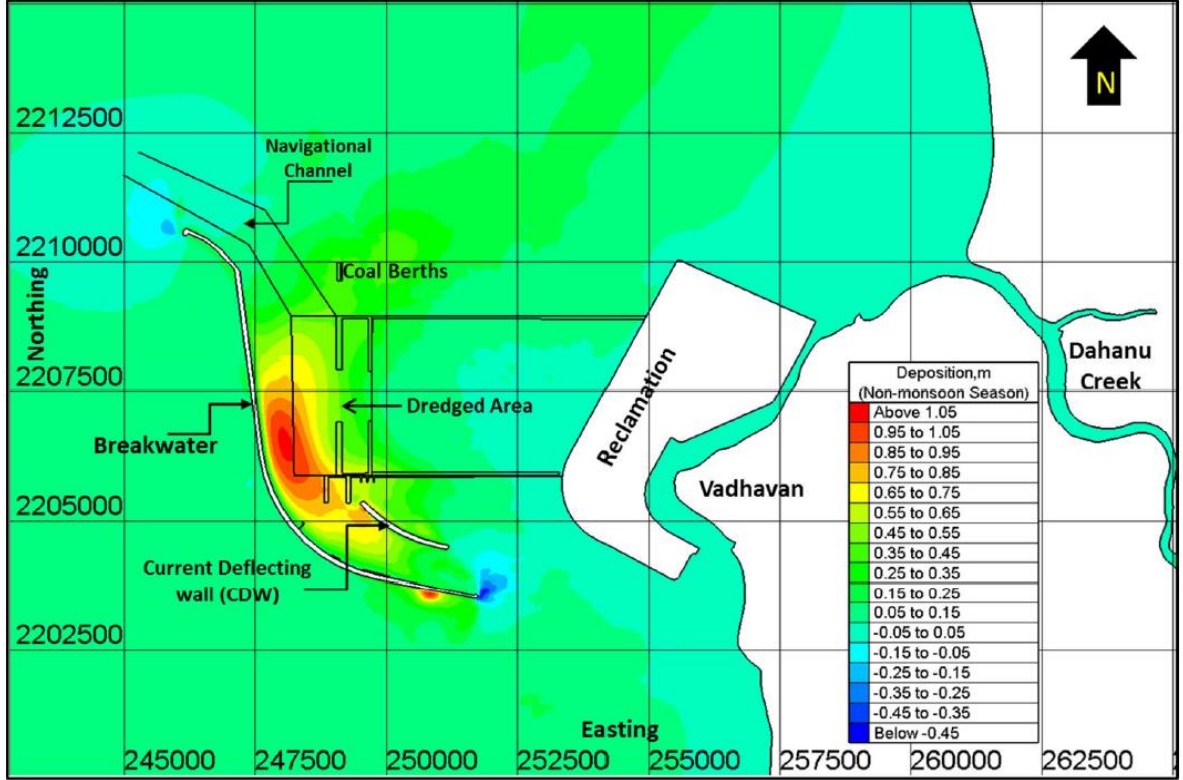 N
2212500
Navigational
Channel
2210000
Coal Berths
Northing
Dahanu
Creek
2207500
Deposition,m
(Non-monsoon Season)
Above 1.05
0.95 to 1.05
0.85 to 0.95
0.75 to 0.85
0.65 to 0.75
0.55 to 0.65
0.45 to 0.55
0.35 to 0.45
0.25 to 0.35
0.15 to 0.25
0.05 to 0.15
-0.05 to 0.05
-0.15 to -0.05
-0.25 to -0.15
-0.35 to -0.25
-0.45 to -0.35
Below -0.45
Dredged Area
Reclamation
Breakwater
Vadhavan
2205000
Current Deflecting
wall (CDW)
2202500
Easting
245000 247500 250000 252500 255000 257500 260000 262500